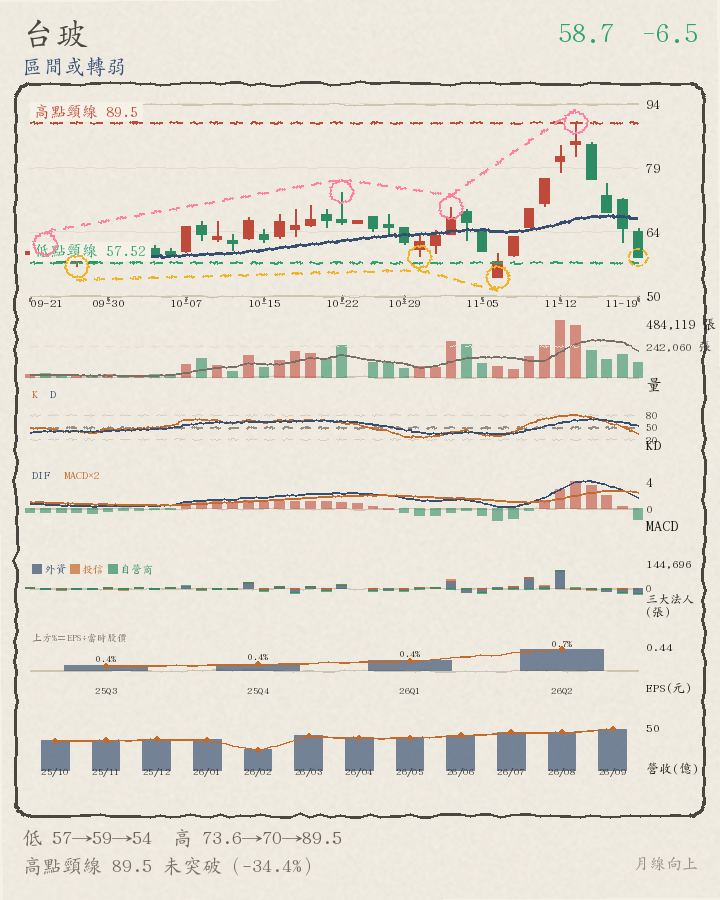 台玻
58.7 -6.5
區間或轉弱
高點頸線 89.5
94
79
64
低點頸線 57.52
50
09-21 09-30 10-07 10-15 10-22 10-29 11-05 11-12 11-19
484,119 張
242,060 張
量
K D
80
50
20
KD
DIF MACD×2
4
0
MACD
外資 投信 自營商
144,696
0
三大法人
(張)
上方%=EPS÷當時股價
0.4% 0.4% 0.4% 0.7%
0.44
25Q3 25Q4 26Q1 26Q2
EPS(元)
50
25/10 25/11 25/12 26/01 26/02 26/03 26/04 26/05 26/06 26/07 26/08 26/09
營收(億)
低 57→59→54 高 73.6→70→89.5
高點頸線 89.5 未突破 (-34.4%)
月線向上